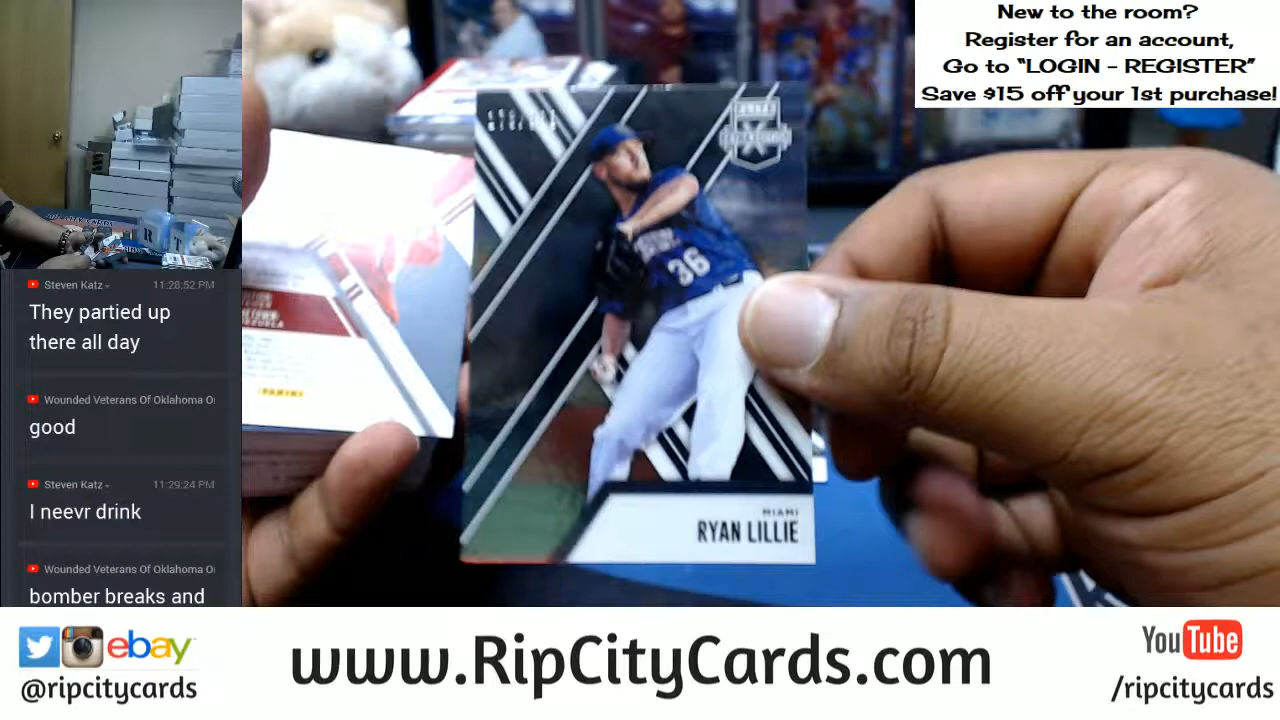 New to the room?
Register for an account,
Go to “LOGIN - REGISTER”
Save $15 off your 1st purchase!
Steven Katz 11:28:52 PM
They partied up
there all day
Wounded Veterans Of Oklahoma
good
Steven Katz 11:29:24 PM
I neevr drink
Wounded Veterans Of Oklahoma
bomber breaks and
ELITE
36
MIAMI
RYAN LILLIE
PANINI
ebay
@ripcitycards
www.RipCityCards.com
YouTube
/ripcitycards